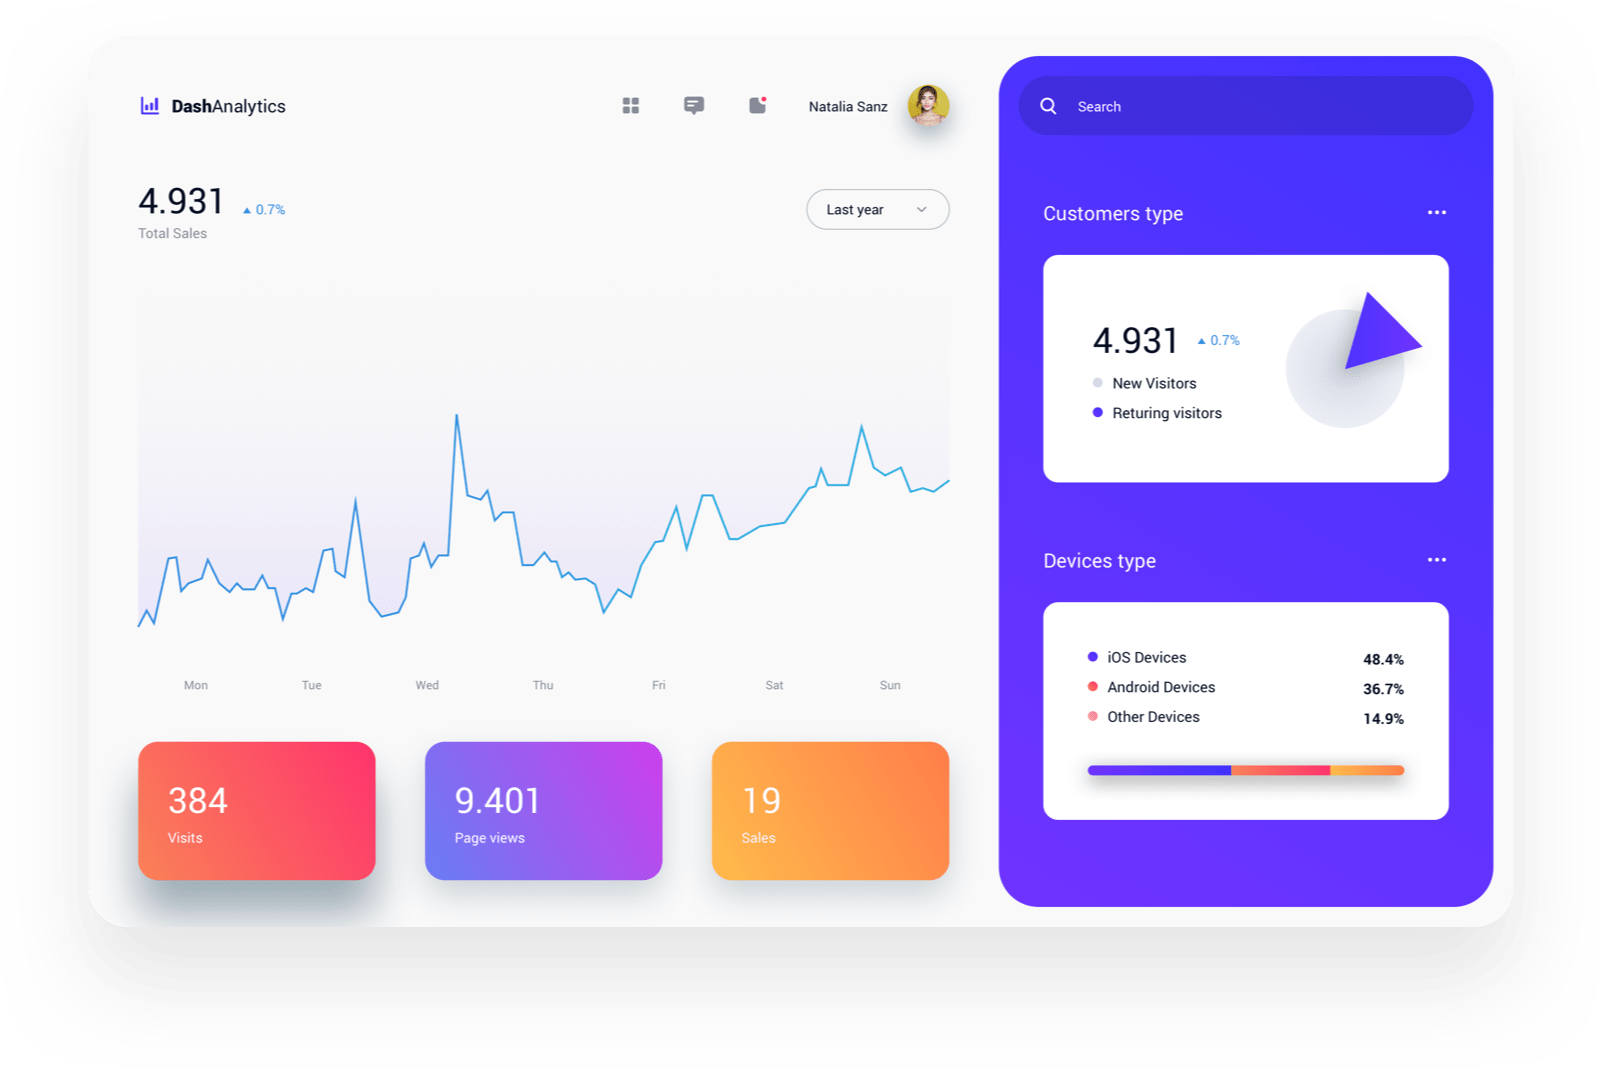 DashAnalytics
Natalia Sanz
4.931 0.7%
Total Sales
Last year
Mon Tue Wed Thu Fri Sat Sun
384
Visits
9.401
Page views
19
Sales
Search
Customers type
4.931 0.7%
New Visitors
Returing visitors
Devices type
iOS Devices 48.4%
Android Devices 36.7%
Other Devices 14.9%